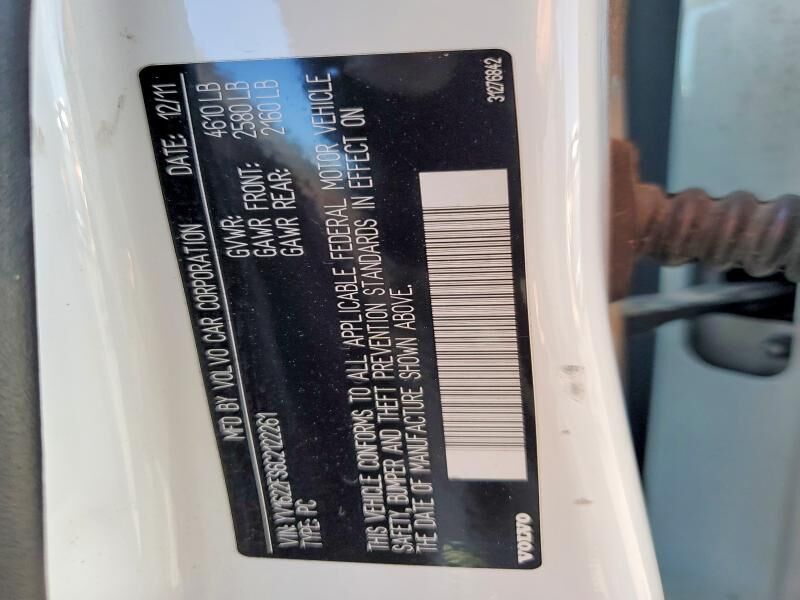 MFD BY VOLVO CAR CORPORATION DATE: 12/11
GVWR: 4610 LB
GAWR FRONT: 2580 LB
GAWR REAR: 2160 LB
VIN: YV1622FS6C2122261
TYPE: PC
THIS VEHICLE CONFORMS TO ALL APPLICABLE FEDERAL MOTOR VEHICLE
SAFETY, BUMPER AND THEFT PREVENTION STANDARDS IN EFFECT ON
THE DATE OF MANUFACTURE SHOWN ABOVE.
VOLVO 31276842